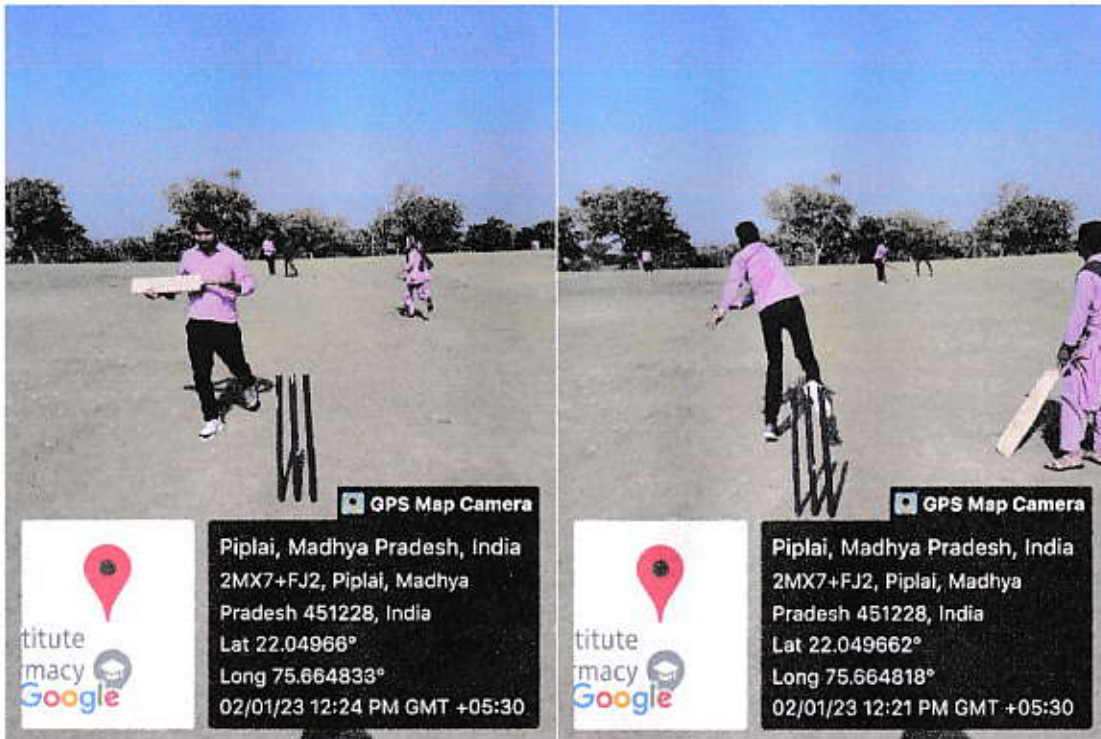 GPS Map Camera
Piplai, Madhya Pradesh, India
2MX7+FJ2, Piplai, Madhya
Pradesh 451228, India
Lat 22.04966°
Long 75.664833°
02/01/23 12:24 PM GMT +05:30
titute
rmacy
Google
GPS Map Camera
Piplai, Madhya Pradesh, India
2MX7+FJ2, Piplai, Madhya
Pradesh 451228, India
Lat 22.049662°
Long 75.664818°
02/01/23 12:21 PM GMT +05:30
titute
rmacy
Google